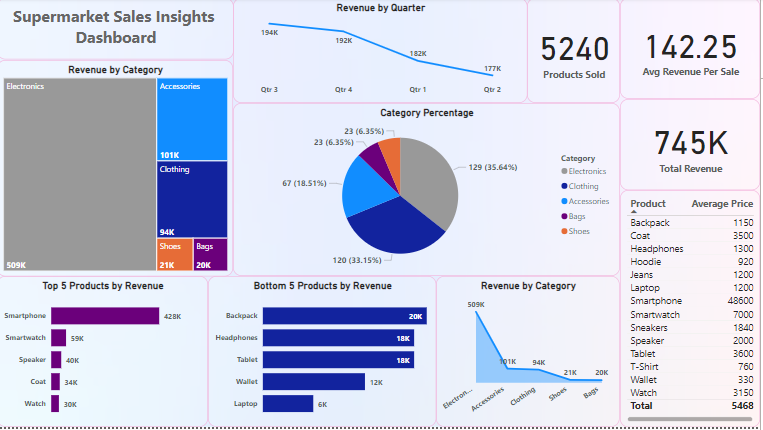 Supermarket Sales Insights
Dashboard
Revenue by Quarter
194K
192K
182K
177K
Qtr 3
Qtr 4
Qtr 1
Qtr 2
5240
Products Sold
142.25
Avg Revenue Per Sale
Revenue by Category
Electronics
509K
Accessories
101K
Clothing
94K
Shoes
21K
Bags
20K
Category Percentage
23 (6.35%)
23 (6.35%)
67 (18.51%)
129 (35.64%)
120 (33.15%)
Category
Electronics
Clothing
Accessories
Bags
Shoes
745K
Total Revenue
Product Average Price
Backpack 1150
Coat 3500
Headphones 1300
Hoodie 920
Jeans 1200
Laptop 1200
Smartphone 48600
Smartwatch 7000
Sneakers 1840
Speaker 2000
Tablet 3600
T-Shirt 760
Wallet 330
Watch 3150
Total 5468
Top 5 Products by Revenue
Smartphone 428K
Smartwatch 59K
Speaker 40K
Coat 34K
Watch 30K
Bottom 5 Products by Revenue
Backpack 20K
Headphones 18K
Tablet 18K
Wallet 12K
Laptop 6K
Revenue by Category
509K
101K
94K
21K
20K
Electron...
Accessories
Clothing
Shoes
Bags